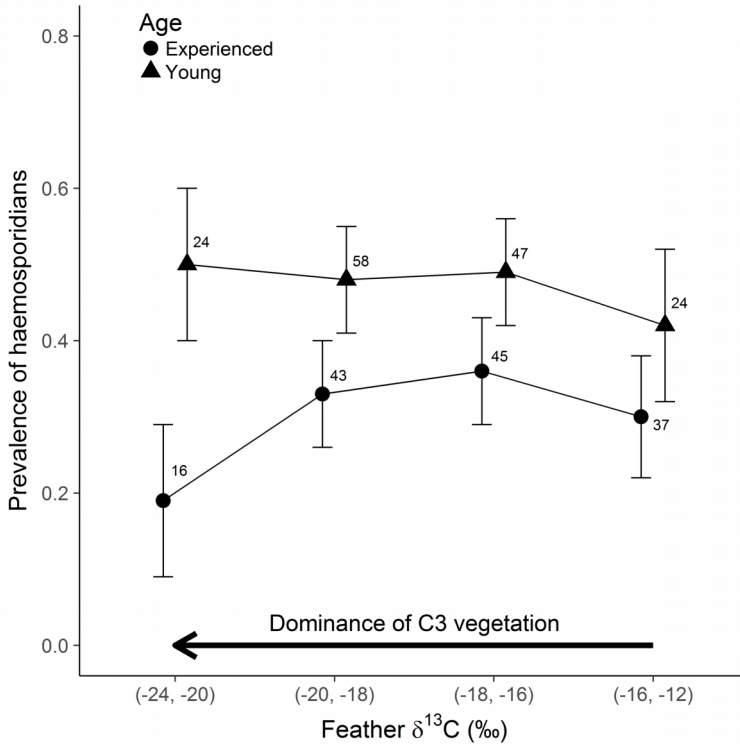 Age
Experienced
Young
0.8
0.6
0.4
0.2
0.0
Prevalence of haemosporidians
24
58
47
24
43
45
37
16
Dominance of C3 vegetation
(-24, -20)
(-20, -18)
(-18, -16)
(-16, -12)
Feather δ¹³C (‰)